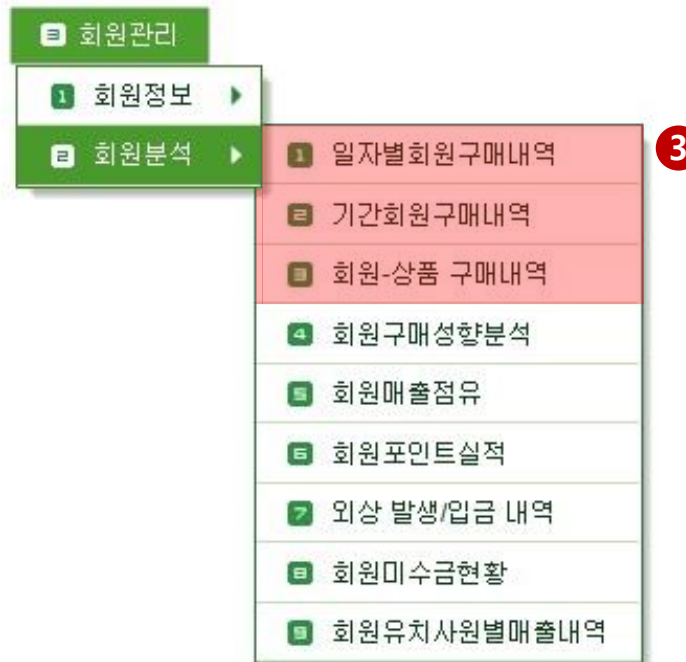 3 회원관리
1 회원정보
2 회원분석
1 일자별회원구매내역
3
2 기간회원구매내역
3 회원-상품 구매내역
4 회원구매성향분석
5 회원매출점유
6 회원포인트실적
7 외상 발생/입금 내역
8 회원미수금현황
9 회원유치사원별매출내역